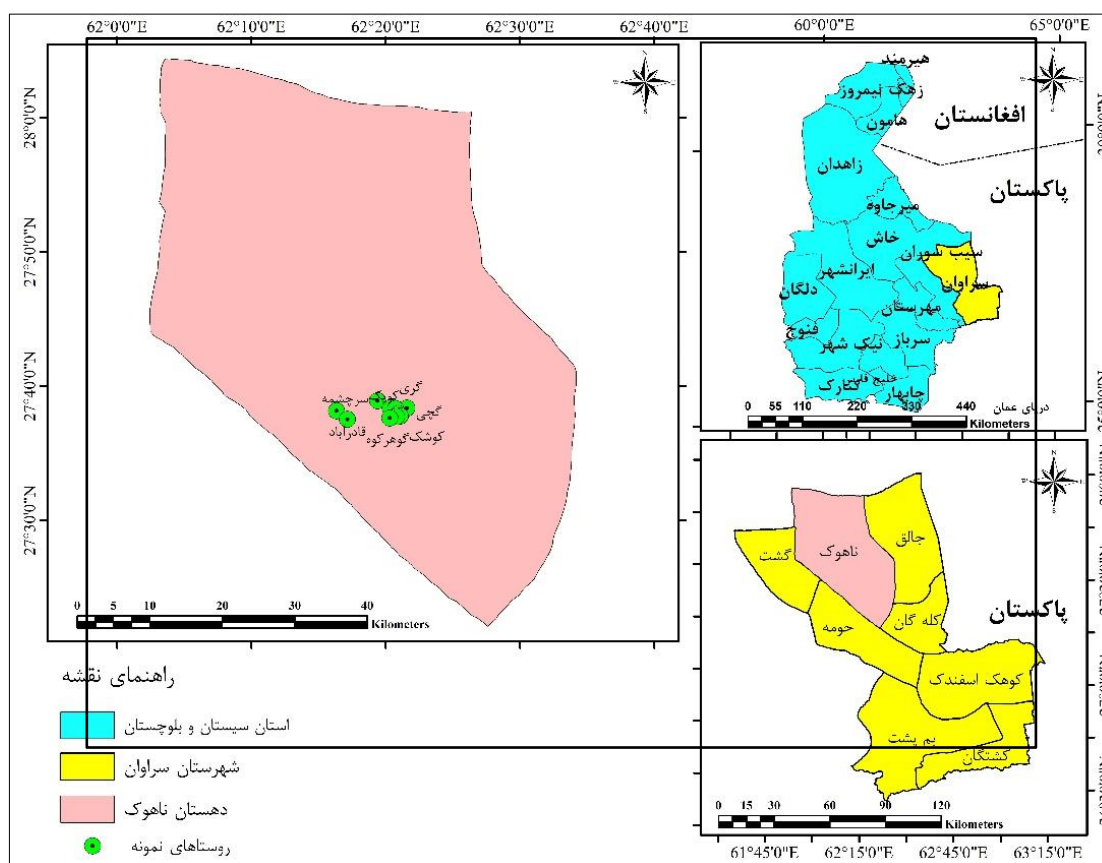 62°0'0"E 62°10'0"E 62°20'0"E 62°30'0"E 62°40'0"E
28°0'0"N
27°50'0"N
27°40'0"N
27°30'0"N
گری
سرچشمه
گچی
کوشک
گوهرکوه
قادرآباد
0 5 10 20 30 40
Kilometers
راهنمای نقشه
استان سیستان و بلوچستان
شهرستان سراوان
دهستان ناهوک
روستاهای نمونه
60°0'0"E 65°0'0"E
هیرمند
زهک نیمروز
هامون
افغانستان
زاهدان
پاکستان
میرجاوه
خاش
سیب سوران
ایرانشهر
سراوان
دلگان
مهرستان
فنوج
سرباز
نیک شهر
کنارک
چابهار
دریای عمان
0 55 110 220 330 440
Kilometers
جالق
ناهوک
گشت
پاکستان
کله گان
حومه
کوهک اسفندک
بم پشت
کشتگان
0 15 30 60 90 120
Kilometers
61°45'0"E 62°15'0"E 62°45'0"E 63°15'0"E